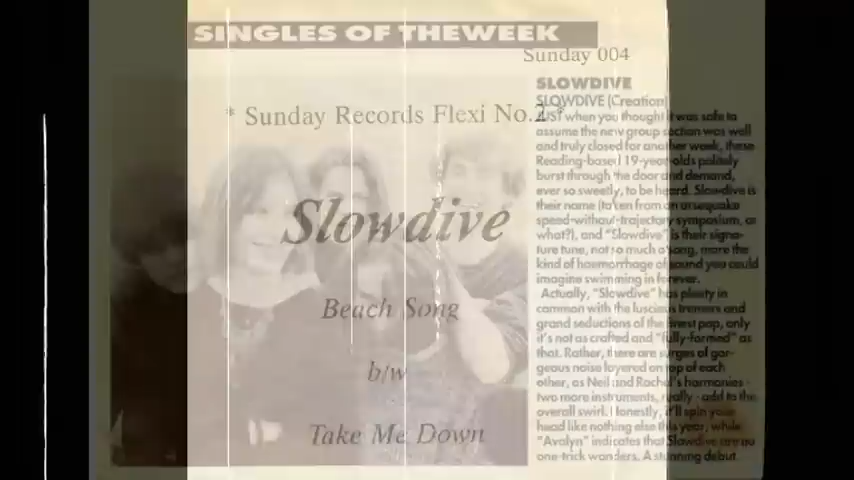 SINGLES OF THE WEEK
Sunday 004
* Sunday Records Flexi No.2 *
Slowdive
Beach Song
b/w
Take Me Down
SLOWDIVE
SLOWDIVE (Creation)
JUST when you thought it was safe to
assume the new group section was well
and truly closed for another week, these
Reading-based 19-year-olds politely
burst through the door and demand,
ever so sweetly, to be heard. Slowdive is
their name (taken from an arsequake
speed-without-trajectory symposium, or
what?), and "Slowdive" is their signa-
ture tune, not so much a song, more the
kind of haemorrhage of sound you could
imagine swimming in forever.
Actually, "Slowdive" has plenty in
common with the luscious tremors and
grand seductions of the finest pop, only
it's not as crafted and "fully-formed" as
that. Rather, there are surges of gor-
geous noise layered on top of each
other, as Neil and Rachel's harmonies -
two more instruments, really - add to the
overall swirl. Honestly, it'll spin your
head like nothing else this year, while
"Avalyn" indicates that Slowdive are no
one-trick wonders. A stunning debut.